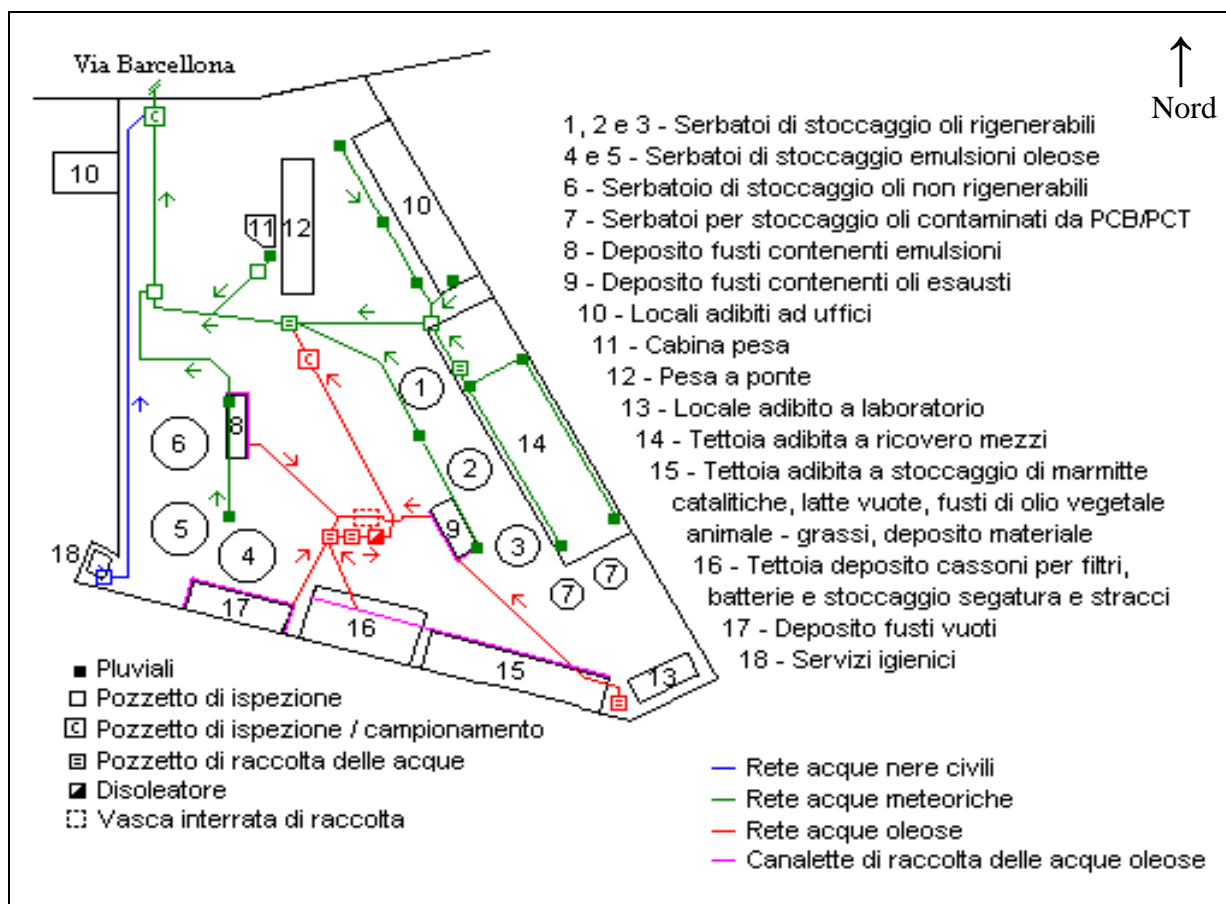 Via Barcellona
↑
Nord
1, 2 e 3 - Serbatoi di stoccaggio oli rigenerabili
4 e 5 - Serbatoi di stoccaggio emulsioni oleose
6 - Serbatoio di stoccaggio oli non rigenerabili
7 - Serbatoi per stoccaggio oli contaminati da PCB/PCT
8 - Deposito fusti contenenti emulsioni
9 - Deposito fusti contenenti oli esausti
10 - Locali adibiti ad uffici
11 - Cabina pesa
12 - Pesa a ponte
13 - Locale adibito a laboratorio
14 - Tettoia adibita a ricovero mezzi
15 - Tettoia adibita a stoccaggio di marmitte
catalitiche, latte vuote, fusti di olio vegetale
animale - grassi, deposito materiale
16 - Tettoia deposito cassoni per filtri,
batterie e stoccaggio segatura e stracci
17 - Deposito fusti vuoti
18 - Servizi igienici
C
10
11
12
10
C
1
8
6
2
14
5
4
9
3
18
7
7
17
16
15
13
Pluviali
Pozzetto di ispezione
C Pozzetto di ispezione / campionamento
Pozzetto di raccolta delle acque
Disoleatore
Vasca interrata di raccolta
Rete acque nere civili
Rete acque meteoriche
Rete acque oleose
Canalette di raccolta delle acque oleose